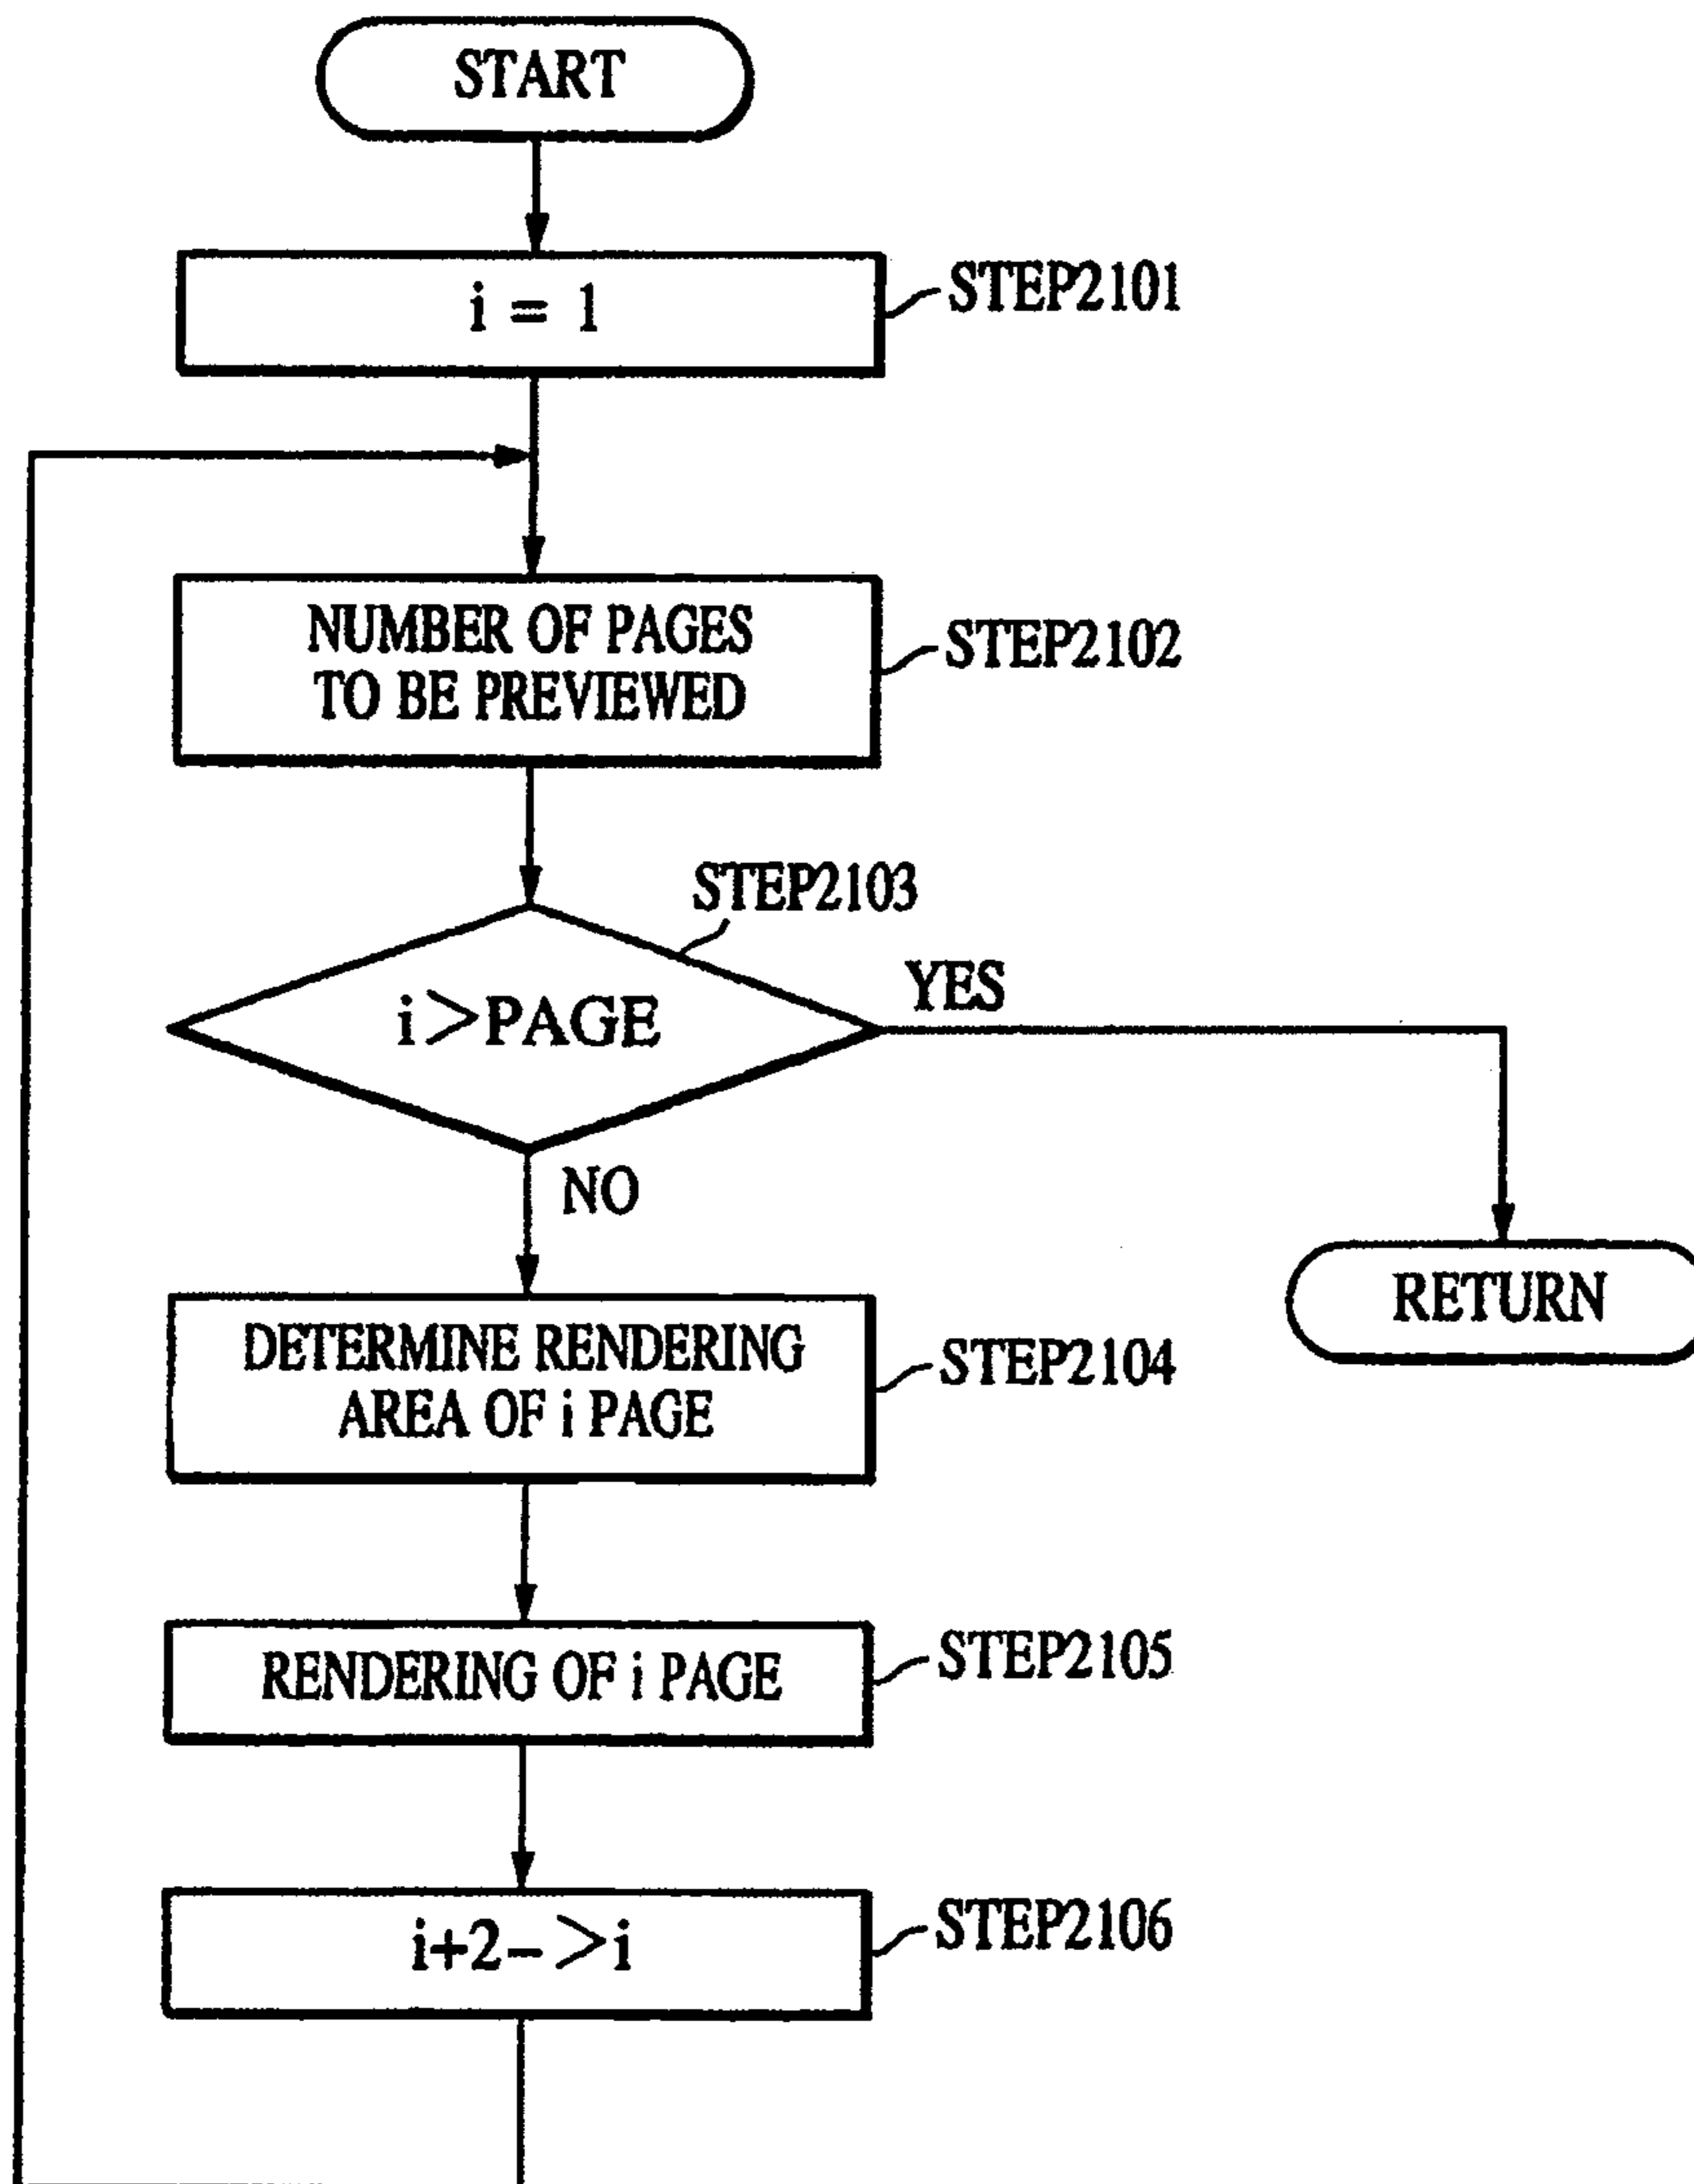 START
i = 1
STEP2101
NUMBER OF PAGES
TO BE PREVIEWED
STEP2102
STEP2103
i>PAGE
YES
NO
RETURN
DETERMINE RENDERING
AREA OF i PAGE
STEP2104
RENDERING OF i PAGE
STEP2105
i+2->i
STEP2106